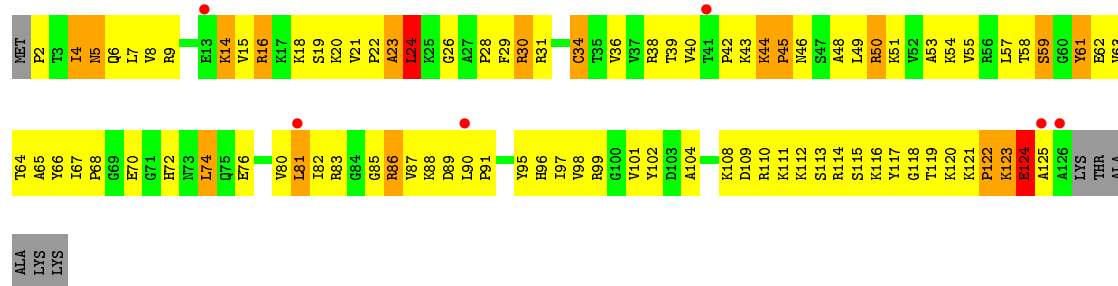 MET P2 T3 I4 N5 Q6 L7 V8 R9 E13 K14 V15 R16 K17 K18 S19 K20 V21 P22 A23 L24 K25 G26 A27 P28 F29 R30 R31 C34 T35 V36 V37 R38 T39 V40 T41 P42 K43 K44 P45 N46 S47 A48 L49 R50 K51 V52 A53 K54 V55 R56 L57 T58 S59 G60 Y61 E62 V63
T64 A65 Y66 I67 P68 G69 E70 G71 H72 N73 L74 Q75 E76 V80 L81 I82 R83 G84 G85 R86 V87 K88 D89 L90 P91 Y95 H96 I97 V98 R99 G100 V101 Y102 D103 A104 K108 D109 R110 K111 K112 S113 R114 S115 K116 Y117 G118 T119 K120 K121 P122 K123 E124 A125 A126 LYS THR ALA
ALA LYS LYS